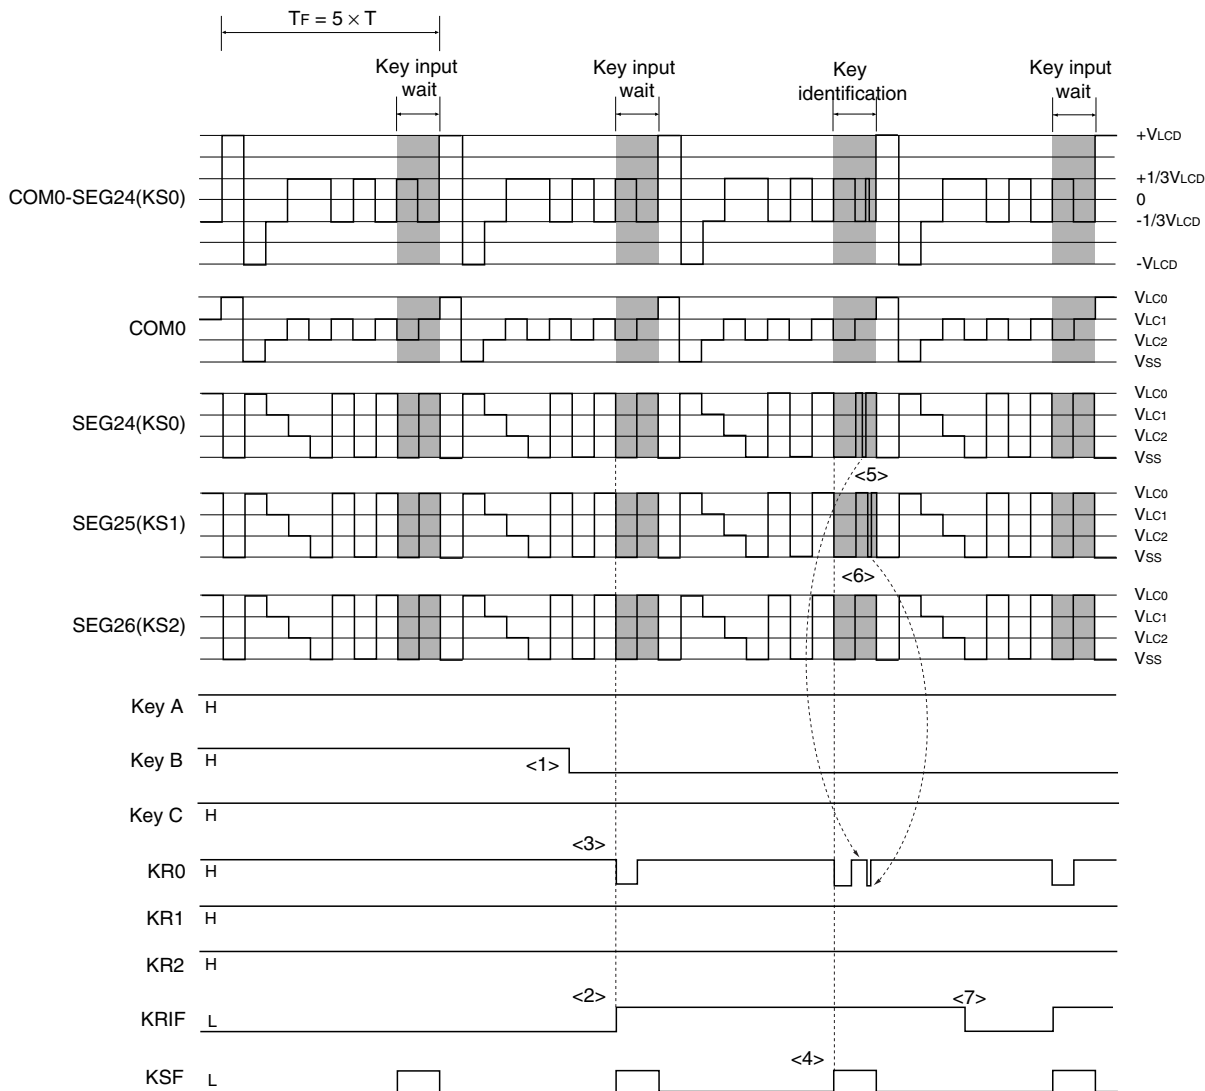 TF = 5 × T
Key input
wait
Key input
wait
Key
identification
Key input
wait
COM0-SEG24(KS0)
+VLCD
+1/3VLCD
0
-1/3VLCD
-VLCD
COM0
VLC0
VLC1
VLC2
VSS
SEG24(KS0)
VLC0
VLC1
VLC2
VSS
<5>
SEG25(KS1)
VLC0
VLC1
VLC2
VSS
<6>
SEG26(KS2)
VLC0
VLC1
VLC2
VSS
Key A H
Key B H
<1>
Key C H
<3>
KR0 H
KR1 H
KR2 H
<2>
<7>
KRIF L
<4>
KSF L